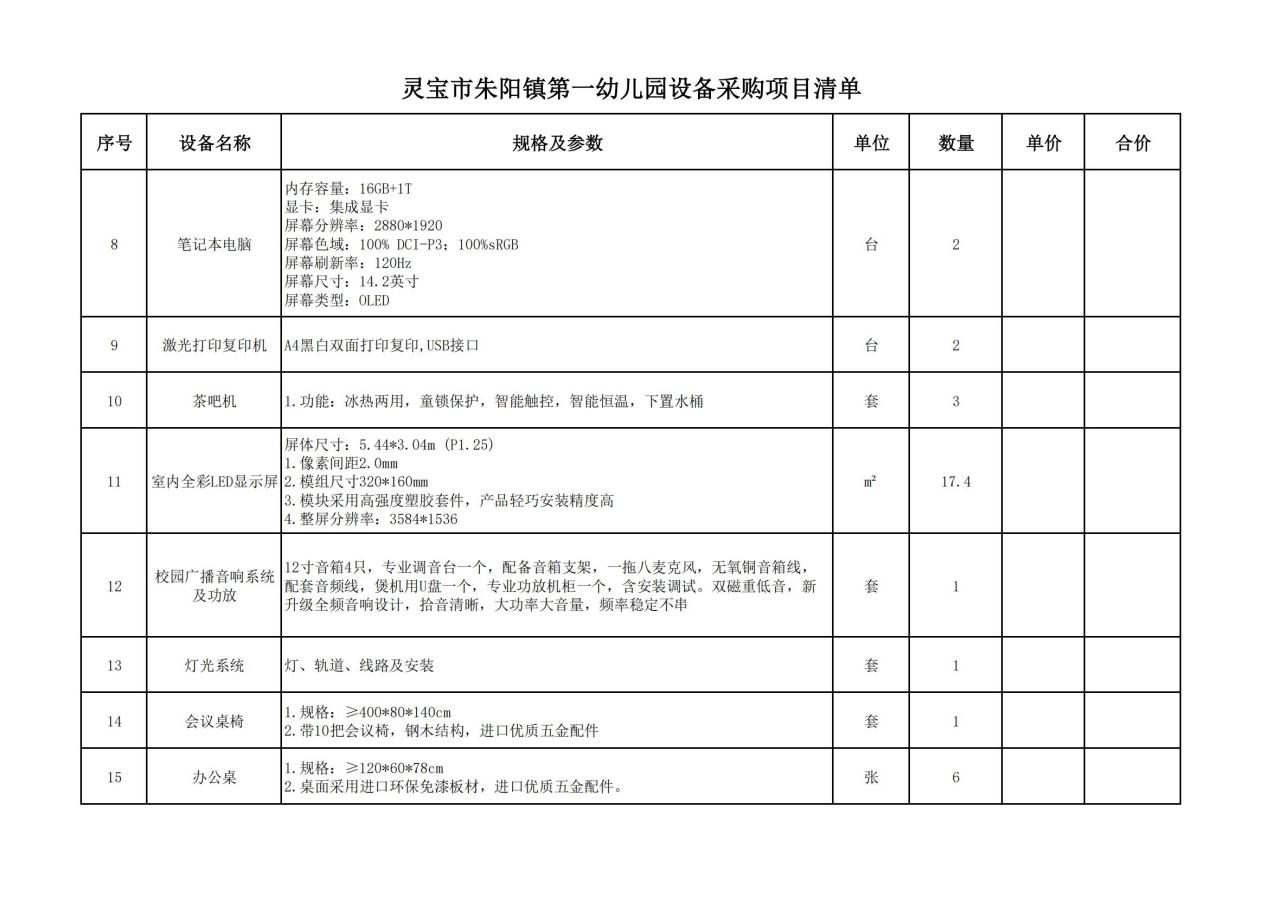 灵宝市朱阳镇第一幼儿园设备采购项目清单
序号 设备名称 规格及参数 单位 数量 单价 合价
8 笔记本电脑 台 2
内存容量：16GB+1T
显卡：集成显卡
屏幕分辨率：2880*1920
屏幕色域：100% DCI-P3；100%sRGB
屏幕刷新率：120Hz
屏幕尺寸：14.2英寸
屏幕类型：OLED
9 激光打印复印机 A4黑白双面打印复印,USB接口 台 2
10 茶吧机 1.功能：冰热两用，童锁保护，智能触控，智能恒温，下置水桶 套 3
11 室内全彩LED显示屏 m² 17.4
屏体尺寸：5.44*3.04m (P1.25)
1.像素间距2.0mm
2.模组尺寸320*160mm
3.模块采用高强度塑胶套件，产品轻巧安装精度高
4.整屏分辨率：3584*1536
12 校园广播音响系统
及功放 套 1
12寸音箱4只，专业调音台一个，配备音箱支架，一拖八麦克风，无氧铜音箱线，
配套音频线，煲机用U盘一个，专业功放机柜一个，含安装调试。双磁重低音，新
升级全频音响设计，拾音清晰，大功率大音量，频率稳定不串
13 灯光系统 灯、轨道、线路及安装 套 1
14 会议桌椅 套 1
1.规格：≥400*80*140cm
2.带10把会议椅，钢木结构，进口优质五金配件
15 办公桌 张 6
1.规格：≥120*60*78cm
2.桌面采用进口环保免漆板材，进口优质五金配件。